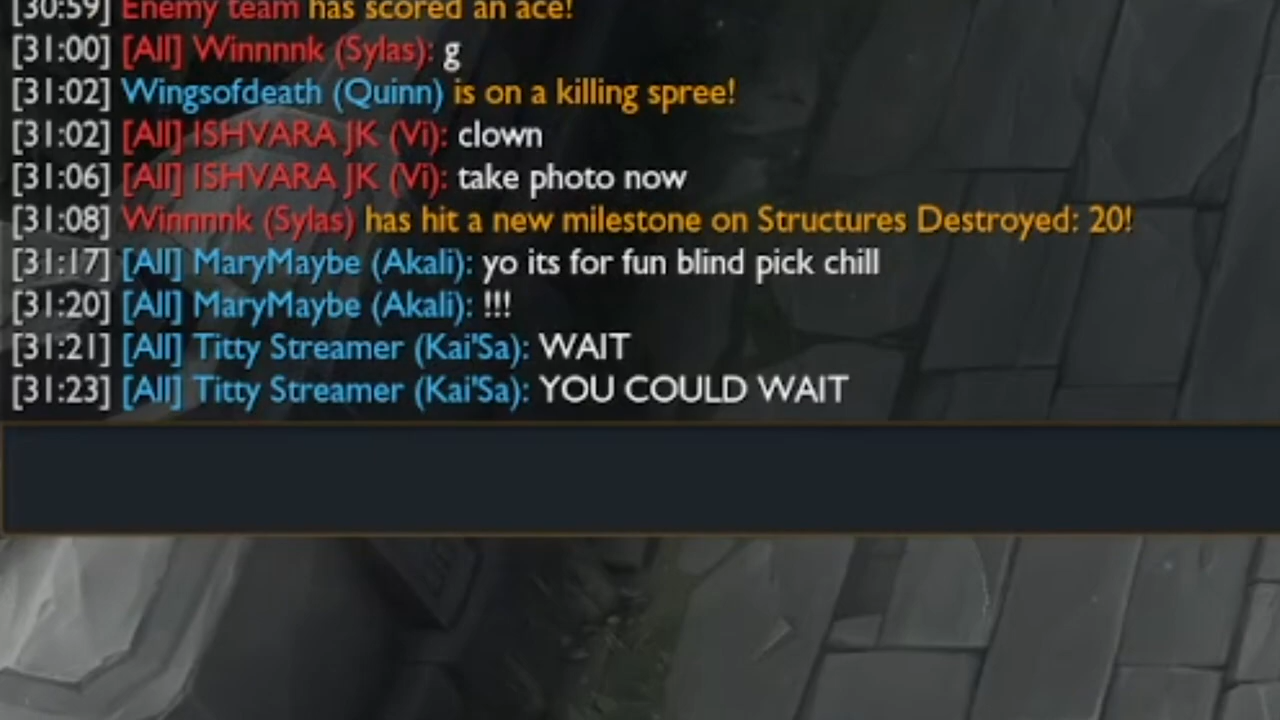 [30:59] Enemy team has scored an ace!
[31:00] [All] Winnnnk (Sylas): g
[31:02] Wingsofdeath (Quinn) is on a killing spree!
[31:02] [All] ISHVARA JK (Vi): clown
[31:06] [All] ISHVARA JK (Vi): take photo now
[31:08] Winnnnk (Sylas) has hit a new milestone on Structures Destroyed: 20!
[31:17] [All] MaryMaybe (Akali): yo its for fun blind pick chill
[31:20] [All] MaryMaybe (Akali): !!!
[31:21] [All] Titty Streamer (Kai'Sa): WAIT
[31:23] [All] Titty Streamer (Kai'Sa): YOU COULD WAIT